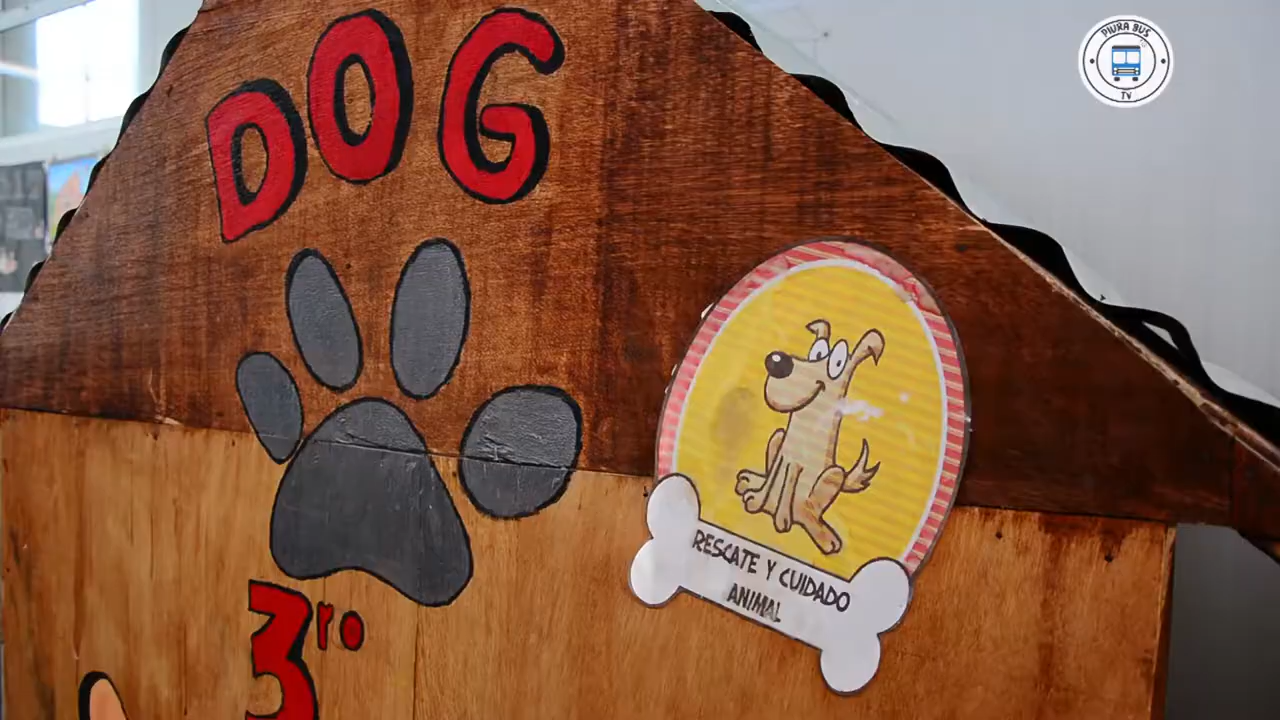 DOG
3ro
RESCATE Y CUIDADO
ANIMAL
PIURA BUS
TV